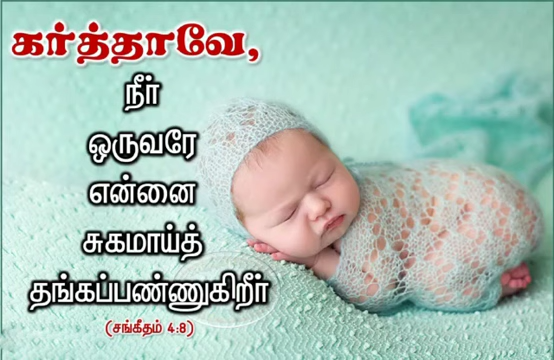 கர்த்தாவே,
நீர்
ஒருவரே
என்னை
சுகமாய்த்
தங்கப்பண்ணுகிறீர்
(சங்கீதம் 4:8)